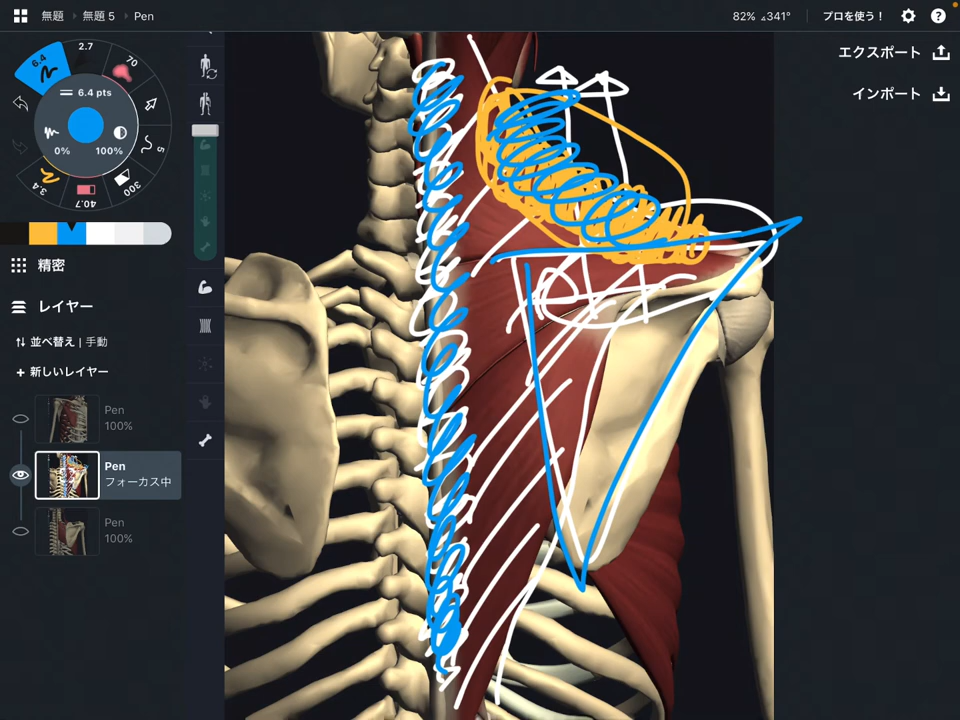 無題 無題 5 Pen
82% ⊿341° プロを使う！ ?
エクスポート
インポート
2.7
6.4
70
6.4 pts
5
0% 100%
3.4
300
40.7
精密
レイヤー
並べ替え | 手動
+ 新しいレイヤー
Pen
100%
Pen
フォーカス中
Pen
100%